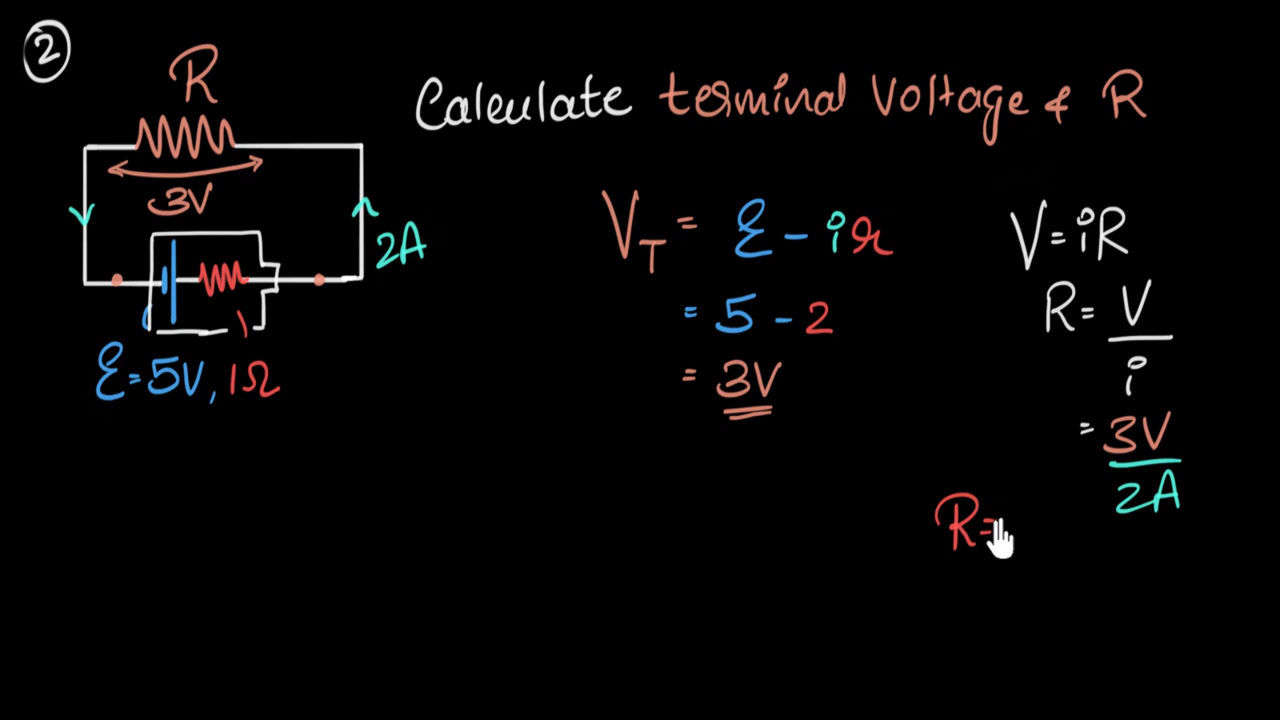 2
R
Calculate terminal Voltage & R
3V
2A
ℰ=5V, 1Ω
V_T = ℰ - ir
= 5 - 2
= 3V
V=iR
R= V/i
= 3V/2A
R=